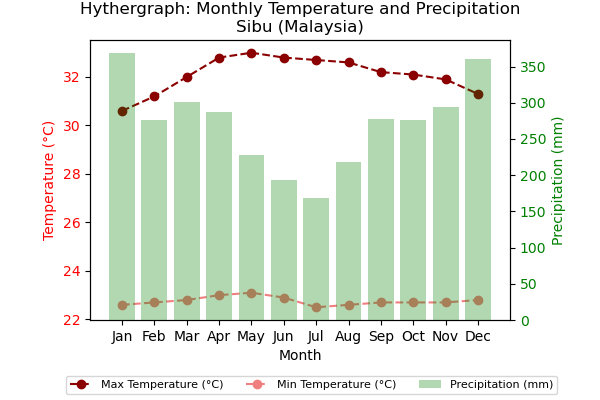 Hythergraph: Monthly Temperature and Precipitation
Sibu (Malaysia)
Temperature (°C)
32
30
28
26
24
22
350
300
250
200
150
100
50
0
Precipitation (mm)
Jan Feb Mar Apr May Jun Jul Aug Sep Oct Nov Dec
Month
Max Temperature (°C) Min Temperature (°C) Precipitation (mm)